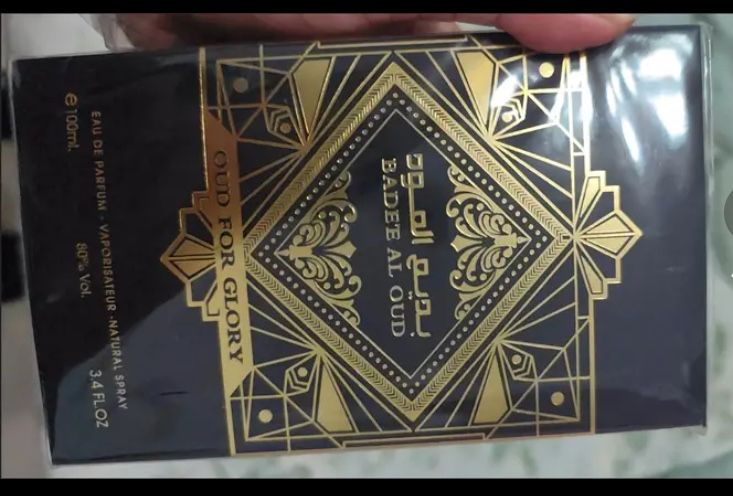 بديع العود
BADE'E AL OUD
OUD FOR GLORY
EAU DE PARFUM · VAPORISATEUR · NATURAL SPRAY
e 100ml. 80% Vol. 3.4 FL.OZ